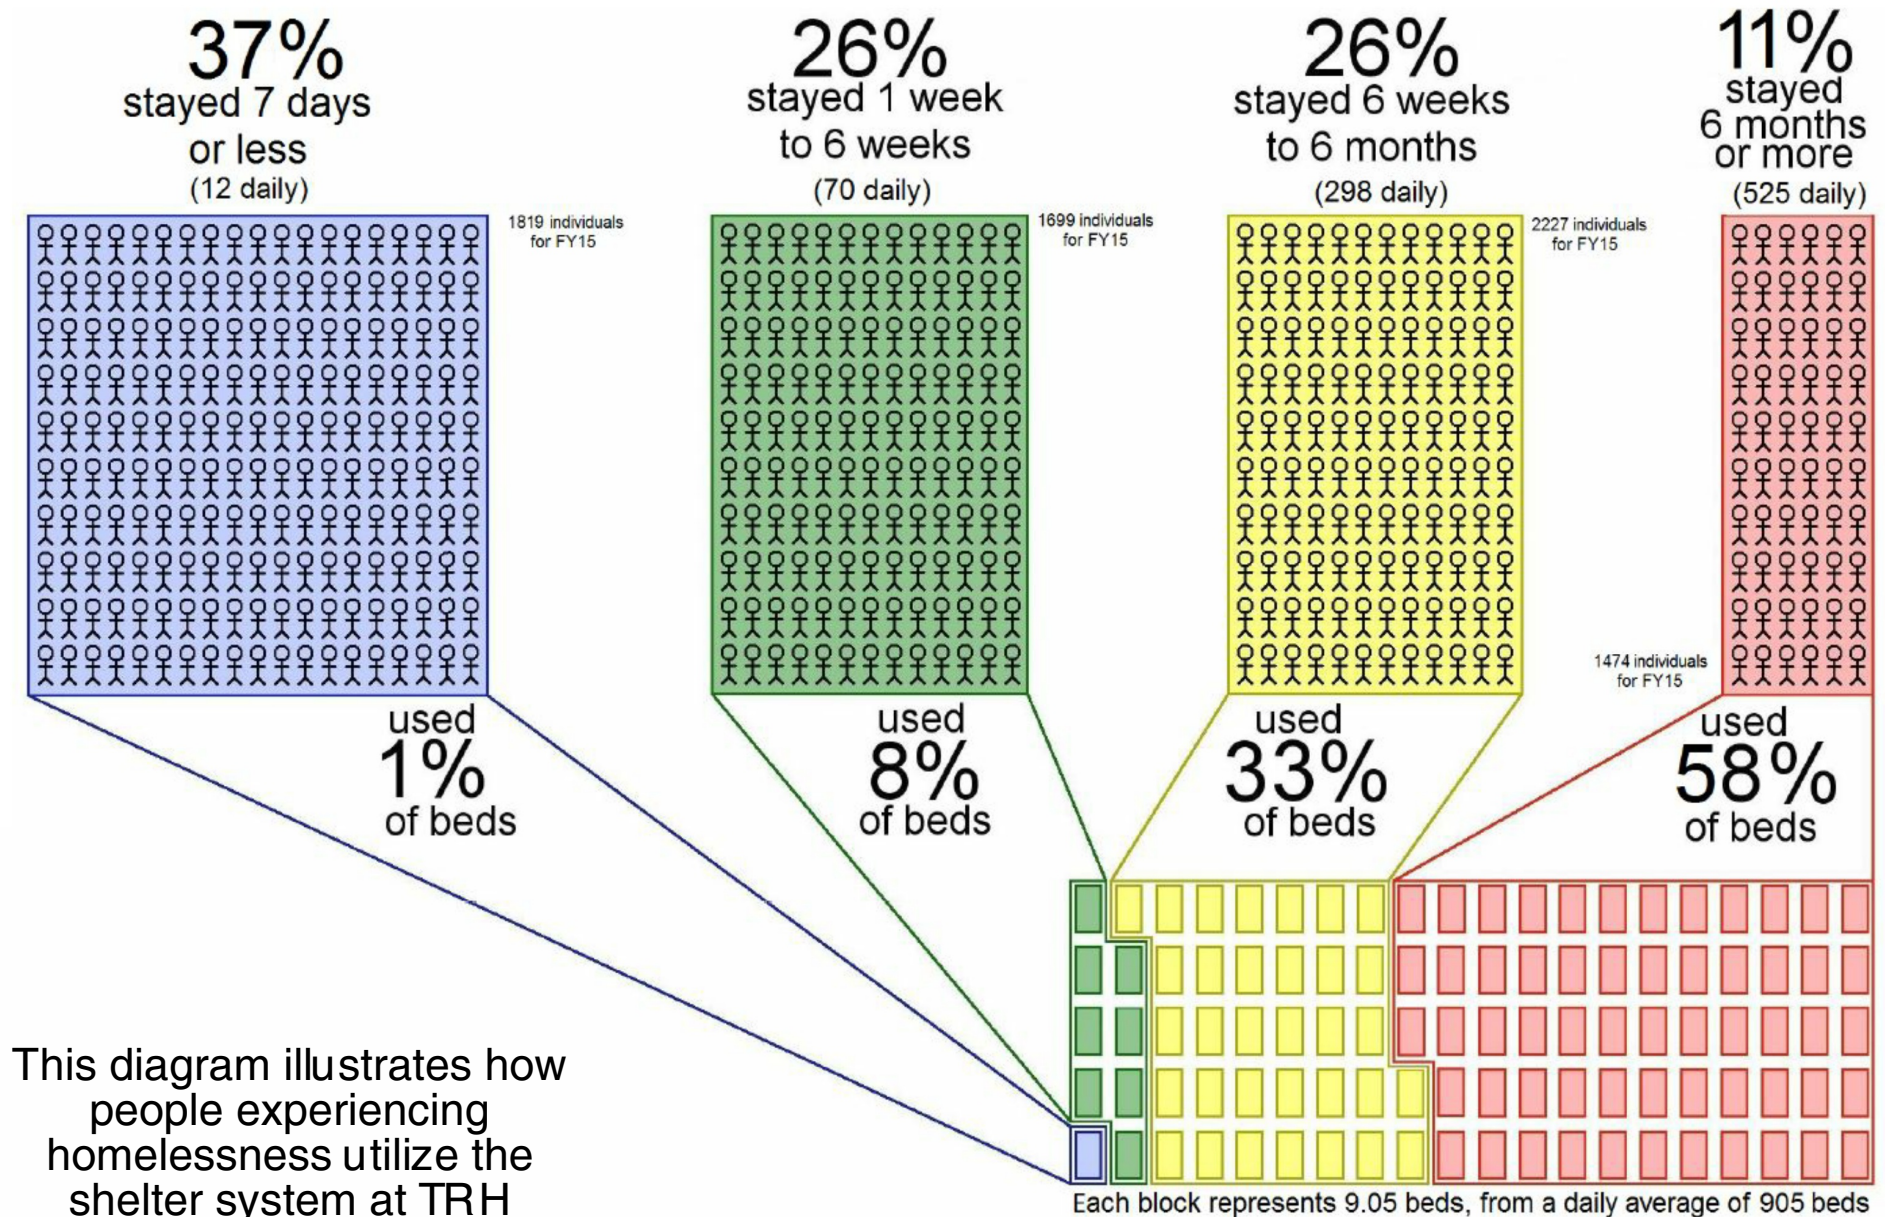 37%
stayed 7 days
or less
(12 daily)
1819 individuals
for FY15
used
1%
of beds
26%
stayed 1 week
to 6 weeks
(70 daily)
1699 individuals
for FY15
used
8%
of beds
26%
stayed 6 weeks
to 6 months
(298 daily)
2227 individuals
for FY15
used
33%
of beds
11%
stayed
6 months
or more
(525 daily)
1474 individuals
for FY15
used
58%
of beds
This diagram illustrates how
people experiencing
homelessness utilize the
shelter system at TRH
Each block represents 9.05 beds, from a daily average of 905 beds